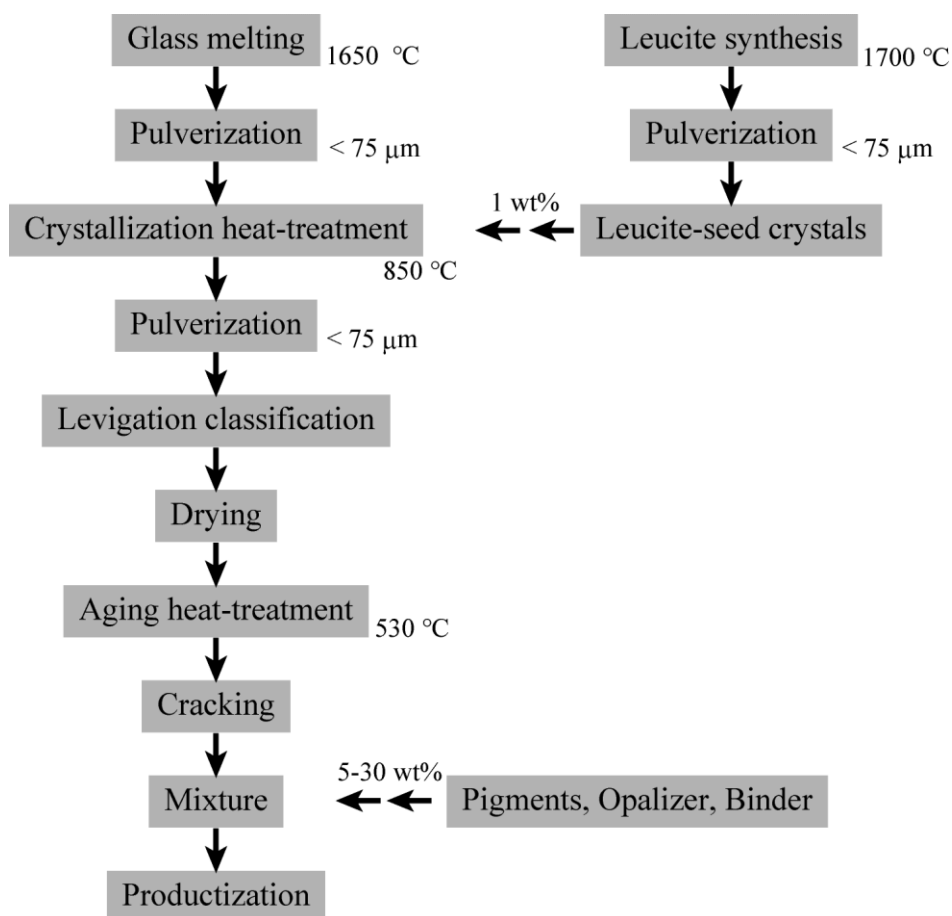 Glass melting
1650 ℃
Leucite synthesis
1700 ℃
Pulverization
< 75 μm
Pulverization
< 75 μm
Crystallization heat-treatment
850 ℃
1 wt%
Leucite-seed crystals
Pulverization
< 75 μm
Levigation classification
Drying
Aging heat-treatment
530 ℃
Cracking
Mixture
5-30 wt%
Pigments, Opalizer, Binder
Productization